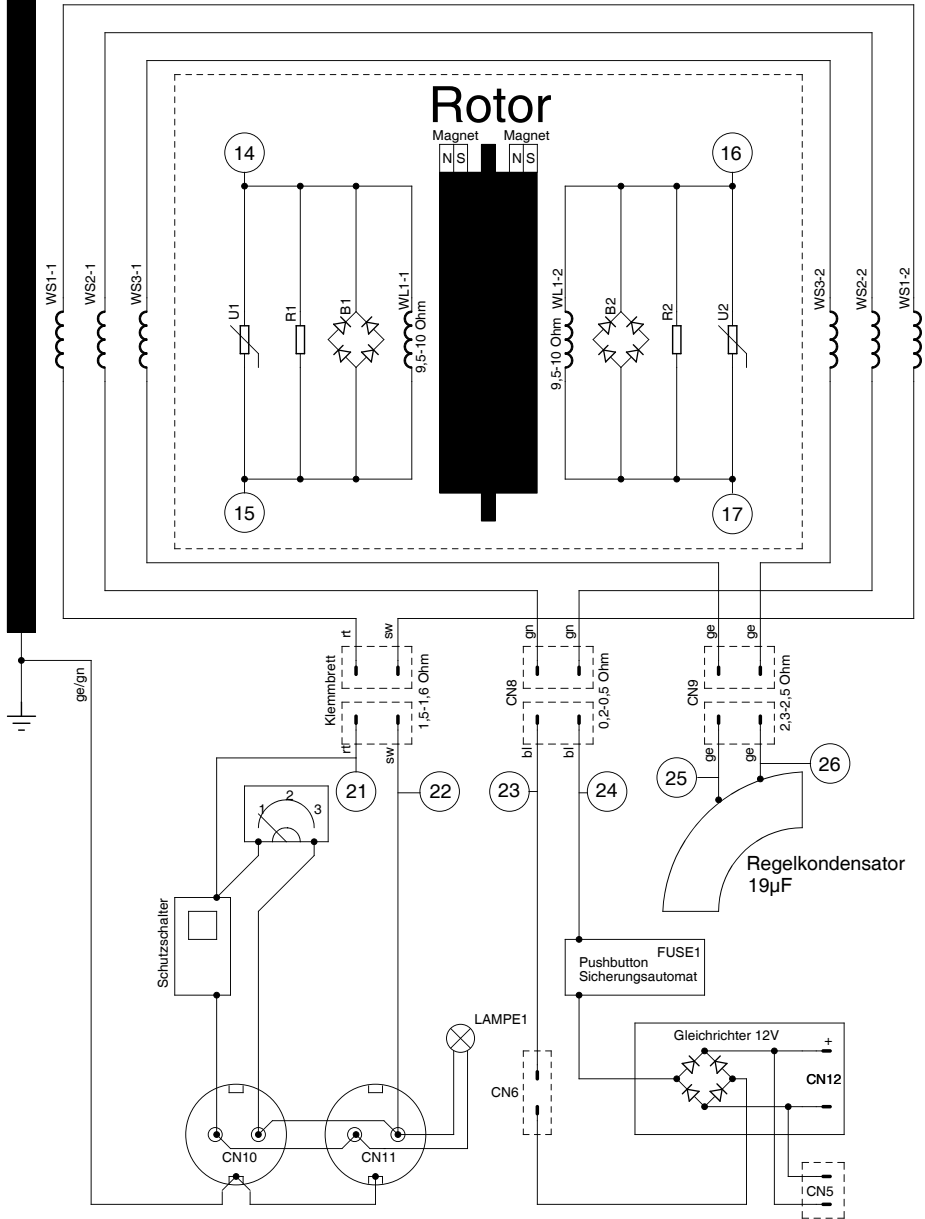 Rotor
Magnet
Magnet
N S
N S
14
16
WS1-1
WS2-1
WS3-1
U1
R1
B1
WL1-1
9,5-10 Ohm
WL1-2
9,5-10 Ohm
B2
R2
U2
WS3-2
WS2-2
WS1-2
15
17
rt
sw
gn
gn
ge
ge
ge/gn
Klemmbrett
1,5-1,6 Ohm
CN8
0,2-0,5 Ohm
CN9
2,3-2,5 Ohm
rt
sw
bl
bl
ge
ge
21
22
23
24
25
26
1
2
3
Regelkondensator
19µF
Schutzschalter
FUSE1
Pushbutton
Sicherungsautomat
LAMPE1
Gleichrichter 12V
+
CN12
CN6
CN10
CN11
CN5